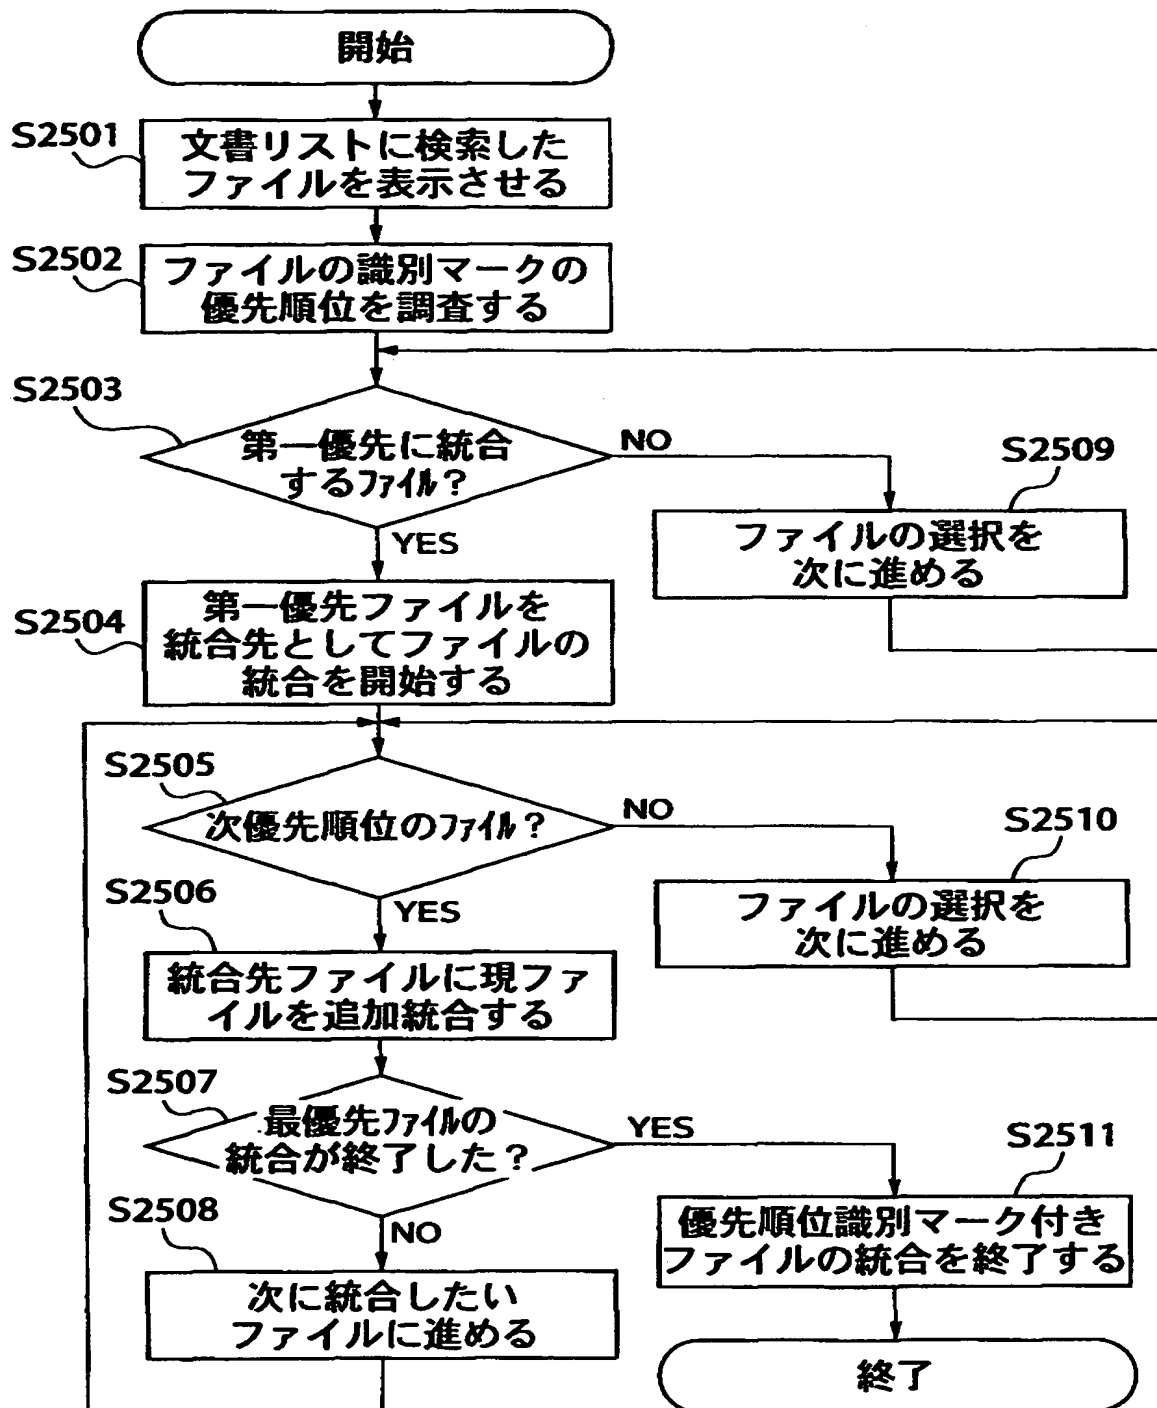 開始
S2501
文書リストに検索した
ファイルを表示させる
S2502
ファイルの識別マークの
優先順位を調査する
S2503
第一優先に統合
するファイル?
NO
YES
S2509
ファイルの選択を
次に進める
S2504
第一優先ファイルを
統合先としてファイルの
統合を開始する
S2505
次優先順位のファイル?
NO
YES
S2510
ファイルの選択を
次に進める
S2506
統合先ファイルに現ファ
イルを追加統合する
S2507
最優先ファイルの
統合が終了した?
YES
NO
S2511
優先順位識別マーク付き
ファイルの統合を終了する
S2508
次に統合したい
ファイルに進める
終了